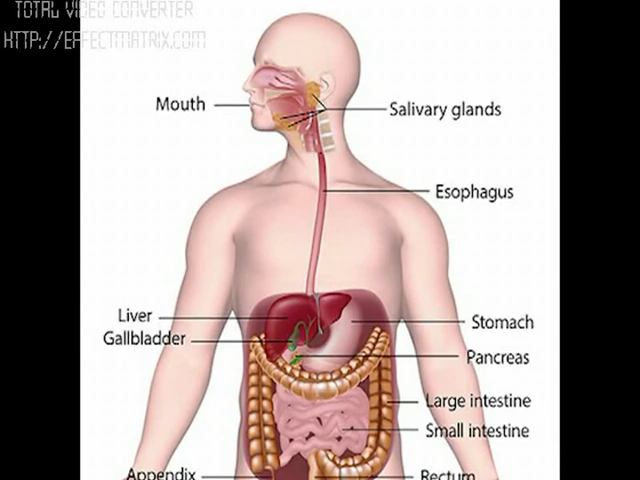 TOTAL VIDEO CONVERTER
HTTP://EFFECTMATRIX.COM
Mouth
Salivary glands
Esophagus
Liver
Stomach
Gallbladder
Pancreas
Large intestine
Small intestine
Appendix
Rectum